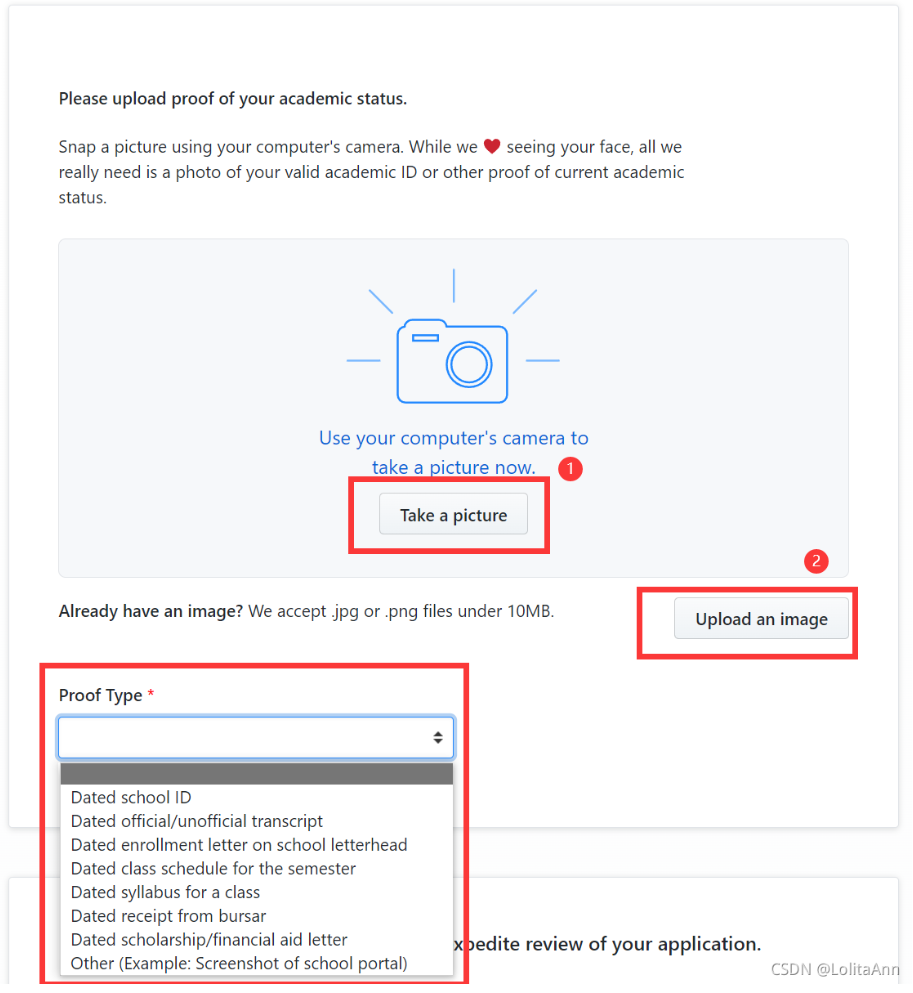 Please upload proof of your academic status.
Snap a picture using your computer's camera. While we ❤ seeing your face, all we
really need is a photo of your valid academic ID or other proof of current academic
status.
Use your computer's camera to
take a picture now.
1
Take a picture
2
Already have an image? We accept .jpg or .png files under 10MB.
Upload an image
Proof Type *
Dated school ID
Dated official/unofficial transcript
Dated enrollment letter on school letterhead
Dated class schedule for the semester
Dated syllabus for a class
Dated receipt from bursar
Dated scholarship/financial aid letter
xpedite review of your application.
Other (Example: Screenshot of school portal)
CSDN @LolitaAnn